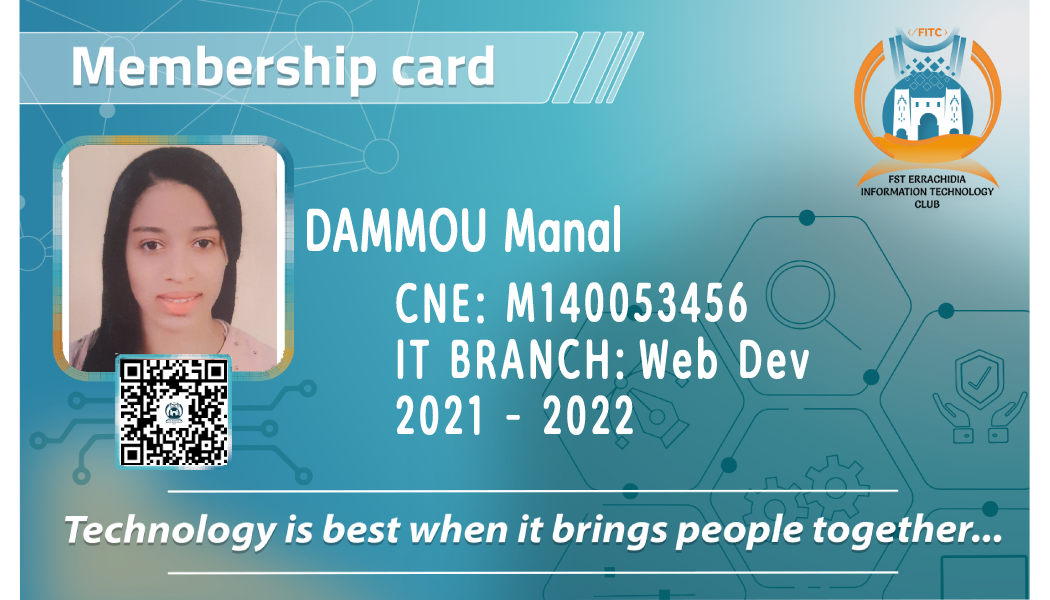 Membership card
</FITC>
FST ERRACHIDIA
INFORMATION TECHNOLOGY
CLUB
DAMMOU Manal
CNE: M140053456
IT BRANCH: Web Dev
2021 - 2022
Technology is best when it brings people together...